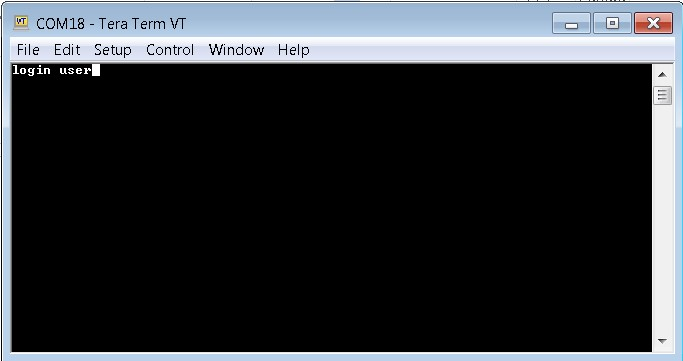 COM18 - Tera Term VT
File Edit Setup Control Window Help
login user